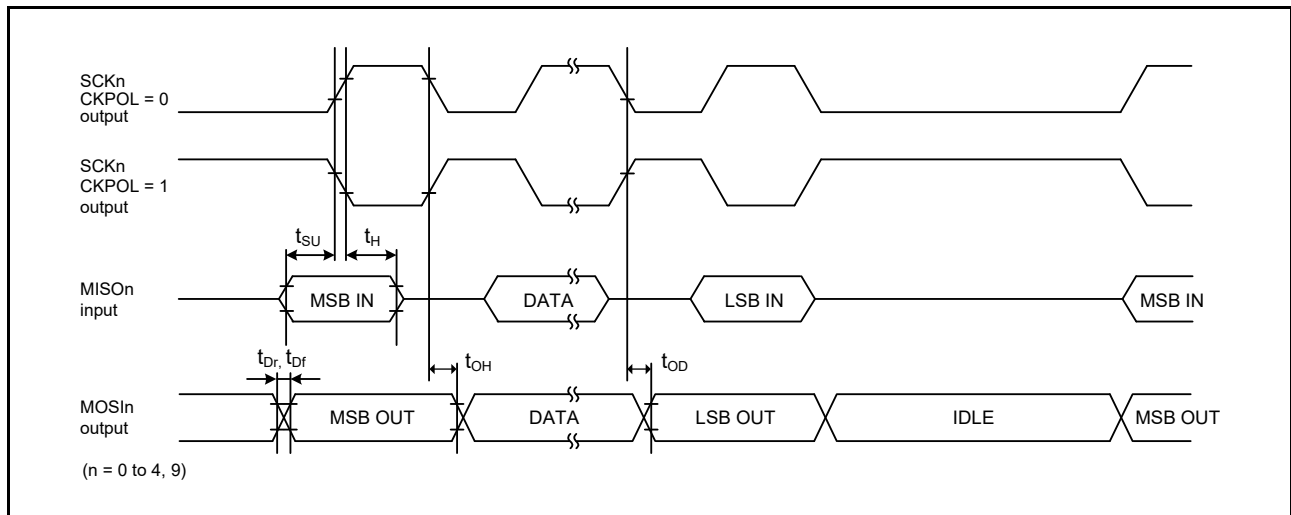 SCKn
CKPOL = 0
output
SCKn
CKPOL = 1
output
tSU
tH
MISOn
input
MSB IN
DATA
LSB IN
MSB IN
tDr, tDf
tOH
tOD
MOSIn
output
MSB OUT
DATA
LSB OUT
IDLE
MSB OUT
(n = 0 to 4, 9)